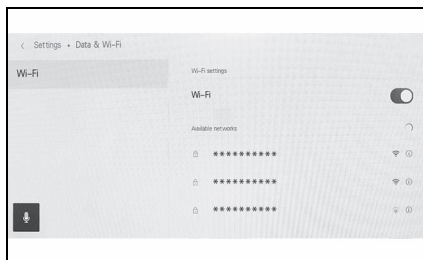 Settings • Data & Wi-Fi
Wi-Fi
Wi-Fi settings
Wi-Fi
Available networks
**********
**********
**********